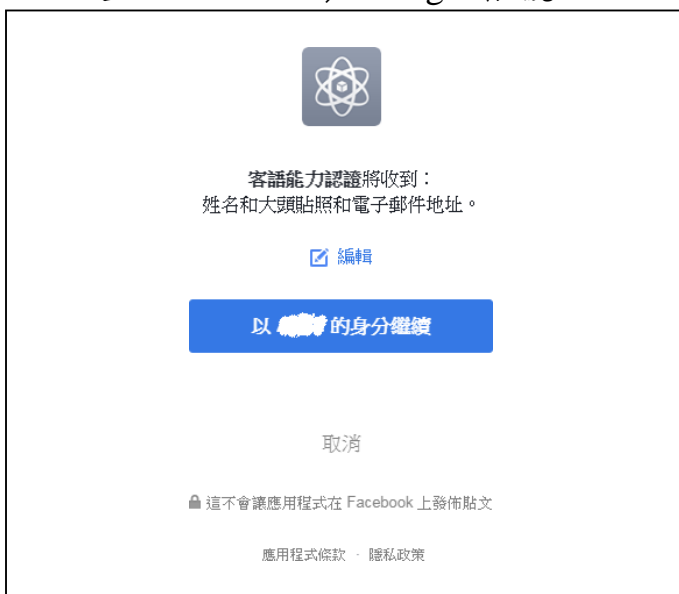 客語能力認證將收到：
姓名和大頭貼照和電子郵件地址。
編輯
以 的身分繼續
取消
這不會讓應用程式在 Facebook 上發佈貼文
應用程式條款 · 隱私政策